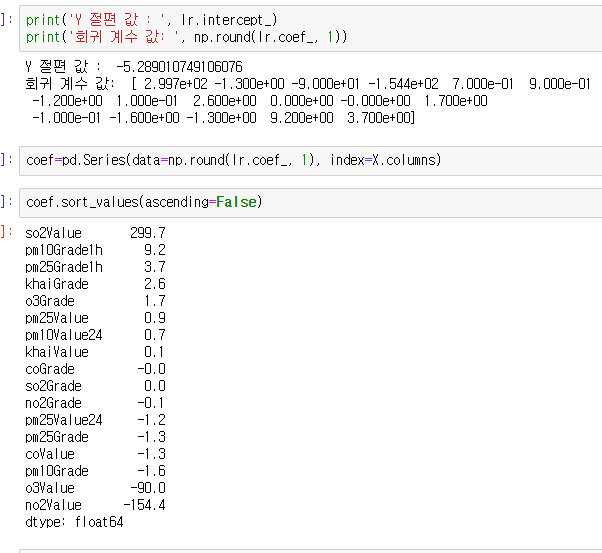 ]: print('Y 절편 값 : ', lr.intercept_)
print('회귀 계수 값: ', np.round(lr.coef_, 1))
Y 절편 값 :  -5.289010749106076
회귀 계수 값:  [ 2.997e+02 -1.300e+00 -9.000e+01 -1.544e+02  7.000e-01  9.000e-01
 -1.200e+00  1.000e-01  2.600e+00  0.000e+00 -0.000e+00  1.700e+00
 -1.000e-01 -1.600e+00 -1.300e+00  9.200e+00  3.700e+00]
]: coef=pd.Series(data=np.round(lr.coef_, 1), index=X.columns)
]: coef.sort_values(ascending=False)
]: so2Value 299.7
pm10Grade1h 9.2
pm25Grade1h 3.7
khaiGrade 2.6
o3Grade 1.7
pm25Value 0.9
pm10Value24 0.7
khaiValue 0.1
coGrade -0.0
so2Grade 0.0
no2Grade -0.1
pm25Value24 -1.2
pm25Grade -1.3
coValue -1.3
pm10Grade -1.6
o3Value -90.0
no2Value -154.4
dtype: float64